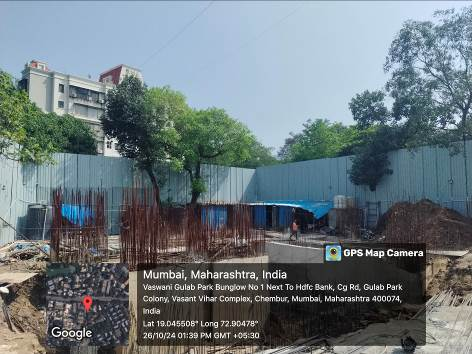 GPS Map Camera
Mumbai, Maharashtra, India
Vaswani Gulab Park Bunglow No 1 Next To Hdfc Bank, Cg Rd, Gulab Park
Colony, Vasant Vihar Complex, Chembur, Mumbai, Maharashtra 400074,
India
Lat 19.045508° Long 72.90478°
26/10/24 01:39 PM GMT +05:30
Google